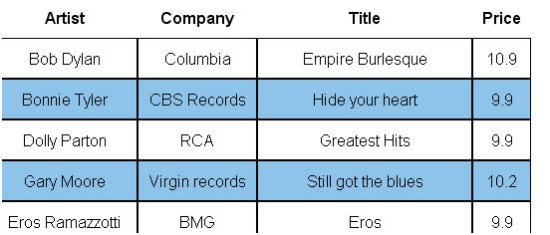 Artist Company Title Price
Bob Dylan Columbia Empire Burlesque 10.9
Bonnie Tyler CBS Records Hide your heart 9.9
Dolly Parton RCA Greatest Hits 9.9
Gary Moore Virgin records Still got the blues 10.2
Eros Ramazzotti BMG Eros 9.9